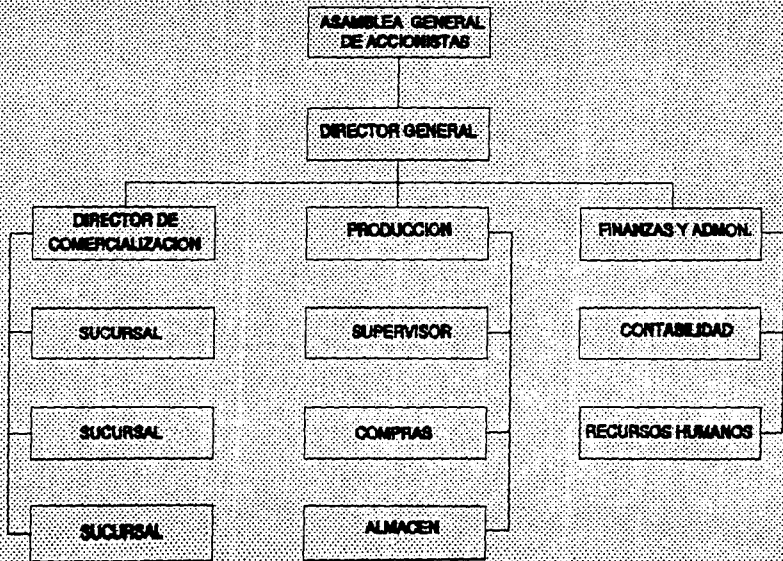 ASAMBLEA GENERAL
DE ACCIONISTAS
DIRECTOR GENERAL
DIRECTOR DE
COMERCIALIZACION
PRODUCCION
FINANZAS Y ADMON.
SUCURSAL
SUPERVISOR
CONTABILIDAD
SUCURSAL
COMPRAS
RECURSOS HUMANOS
SUCURSAL
ALMACEN